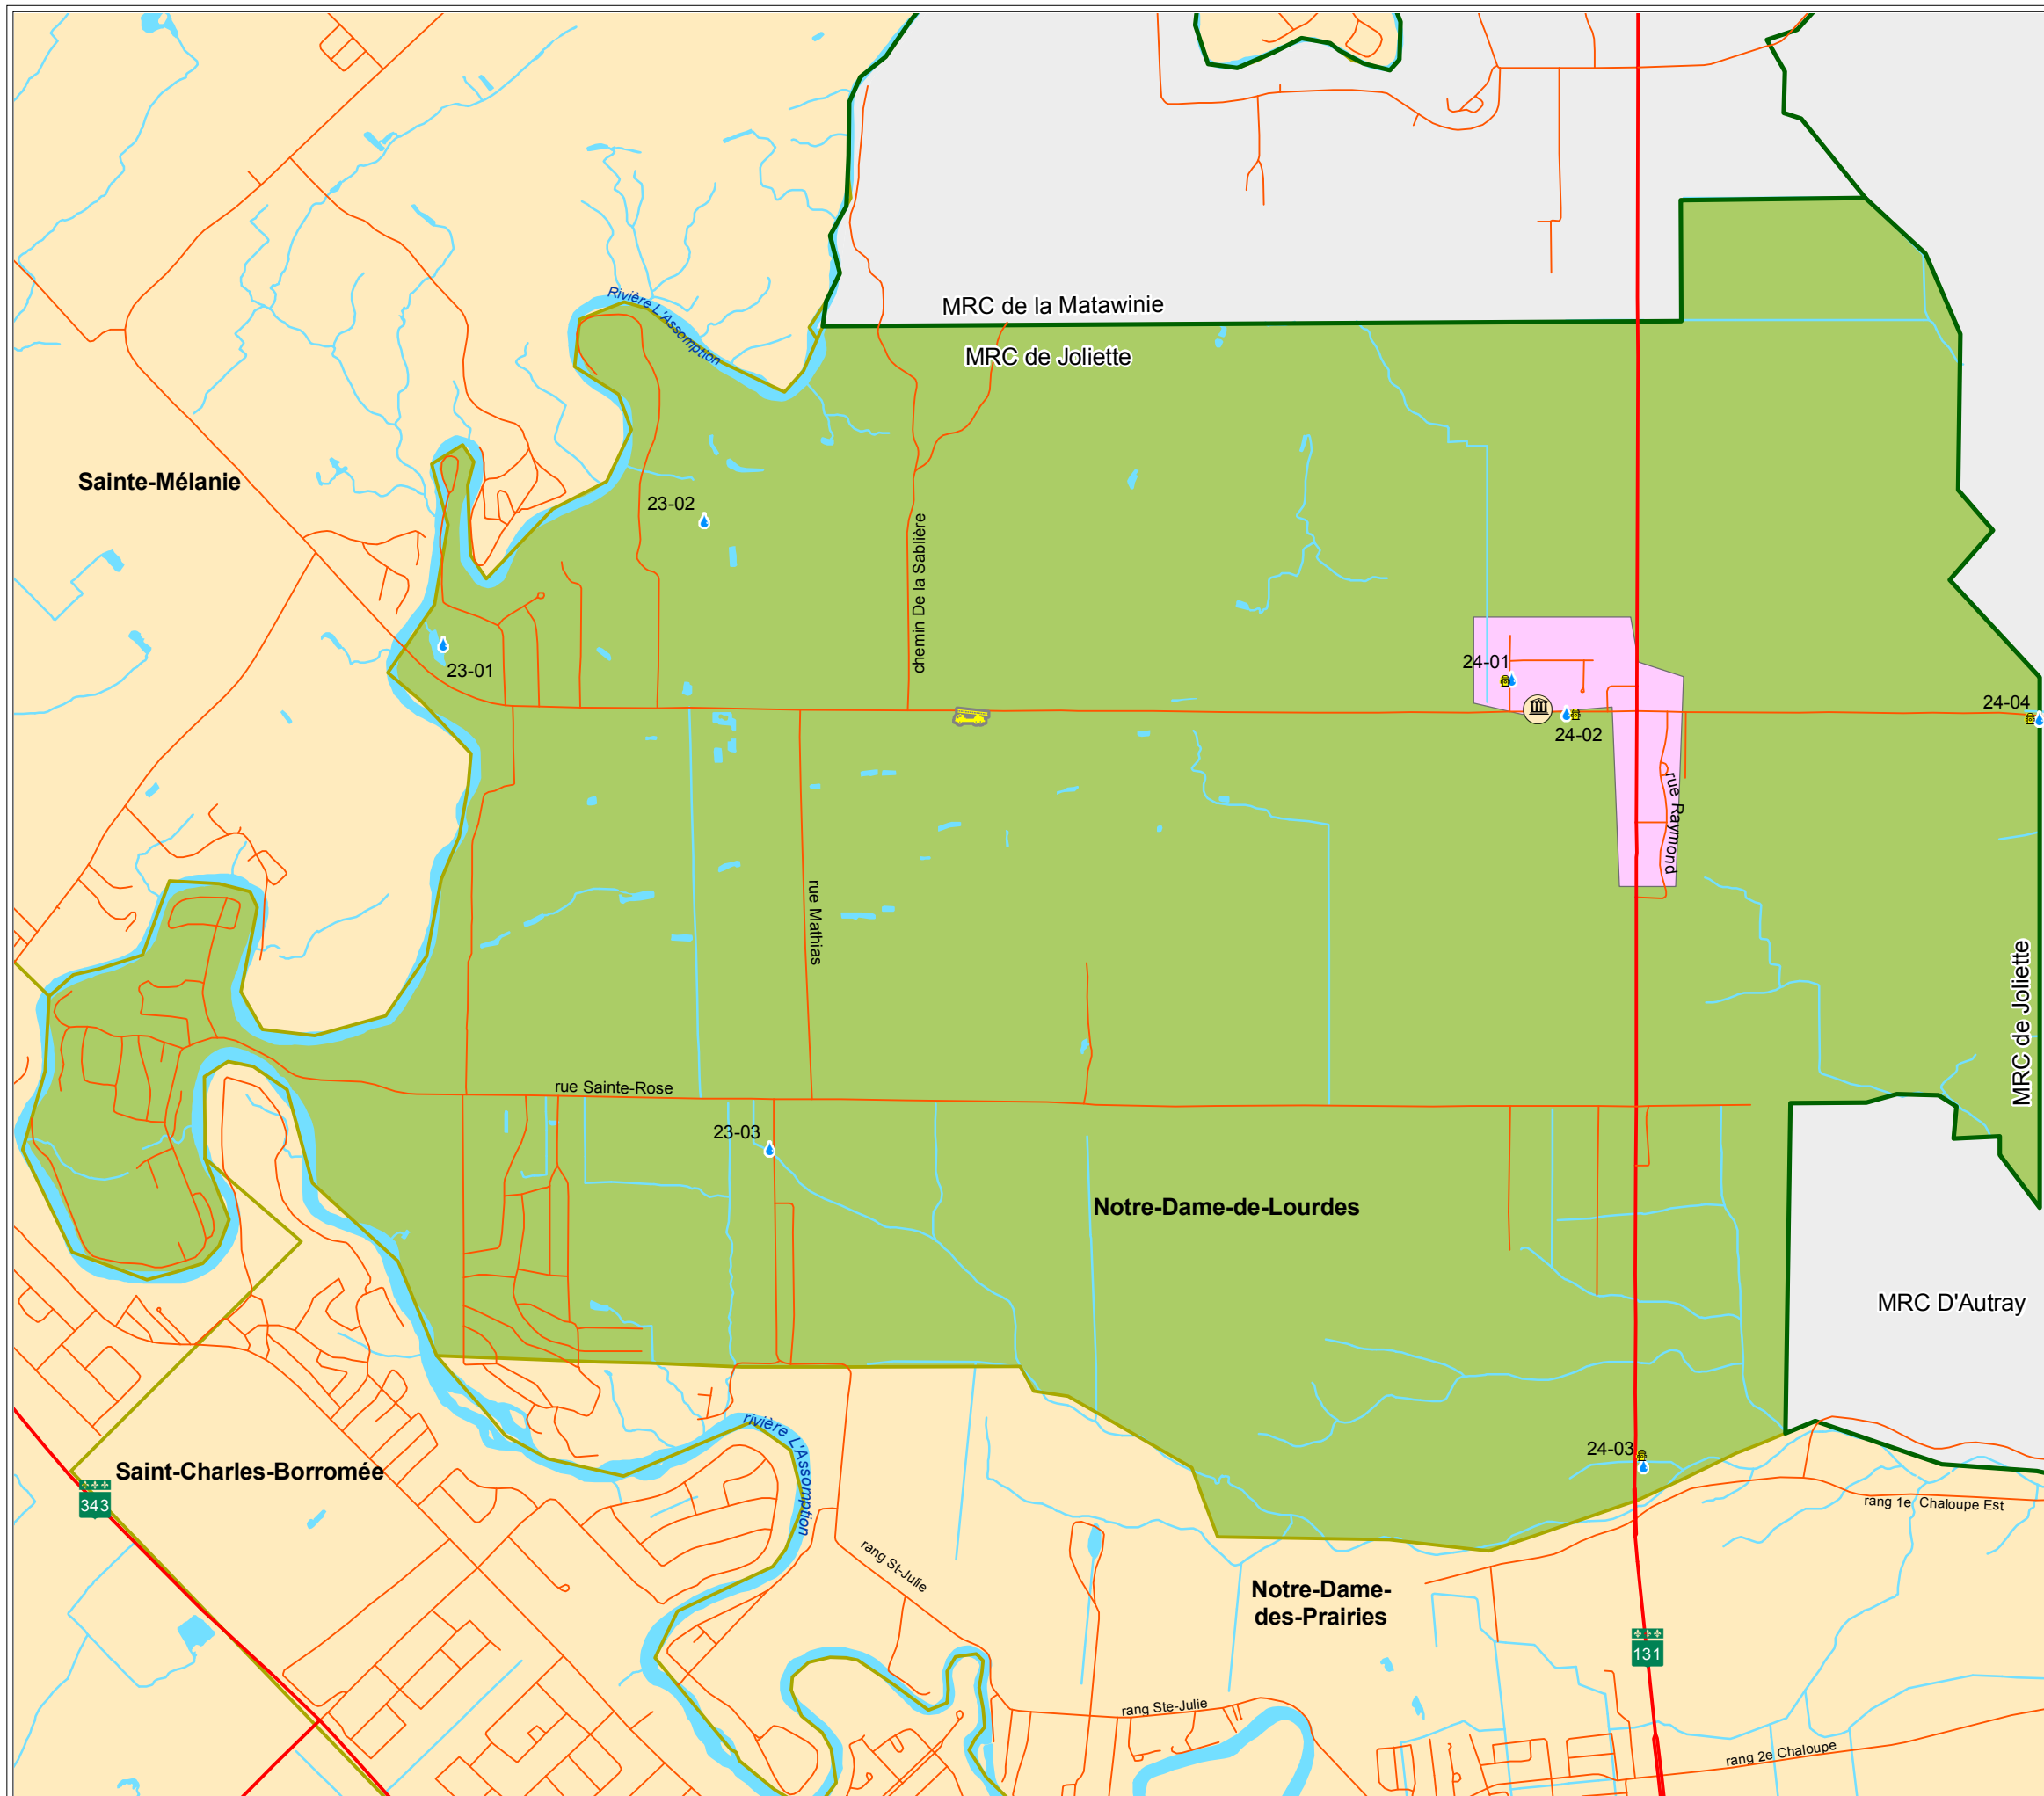 MRC de la Matawinie
Rivière L'Assomption
MRC de Joliette
Sainte-Mélanie
23-02
chemin De la Sablière
23-01
24-01
24-02
24-04
rue Raymond
rue Mathias
MRC de Joliette
rue Sainte-Rose
23-03
Notre-Dame-de-Lourdes
MRC D'Autray
rivière L'Assomption
24-03
Saint-Charles-Borromée
343
rang 1e Chaloupe Est
rang St-Julie
Notre-Dame-
des-Prairies
131
rang Ste-Julie
rang 2e Chaloupe